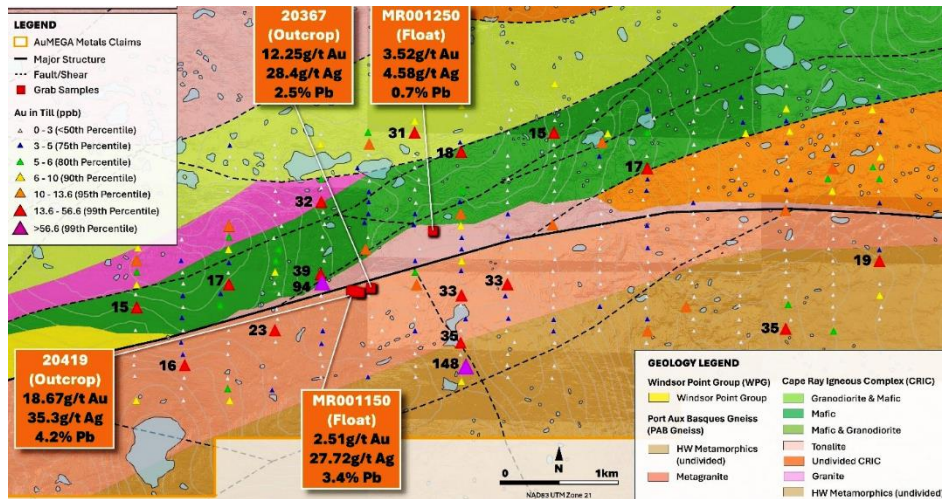 LEGEND
AuMEGA Metals Claims
Major Structure
Fault/Shear
Grab Samples
Au in Till (ppb)
0 - 3 (<50th Percentile)
3 - 5 (75th Percentile)
5 - 6 (80th Percentile)
6 - 10 (90th Percentile)
10 - 13.6 (95th Percentile)
13.6 - 56.6 (99th Percentile)
>56.6 (99th Percentile)
20367
(Outcrop)
12.25g/t Au
28.4g/t Ag
2.5% Pb
MR001250
(Float)
3.52g/t Au
4.58g/t Ag
0.7% Pb
31
15
18
17
32
39
94
17
15
33
33
19
23
35
35
16
148
20419
(Outcrop)
18.67g/t Au
35.3g/t Ag
4.2% Pb
MR001150
(Float)
2.51g/t Au
27.72g/t Ag
3.4% Pb
N
0 1km
NAD83 UTM Zone 21
GEOLOGY LEGEND
Windsor Point Group (WPG)
Windsor Point Group
Port Aux Basques Gneiss
(PAB Gneiss)
HW Metamorphics
(undivided)
Metagranite
Cape Ray Igneous Complex (CRIC)
Granodiorite & Mafic
Mafic
Mafic & Granodiorite
Tonalite
Undivided CRIC
Granite
HW Metamorphics (undivided)